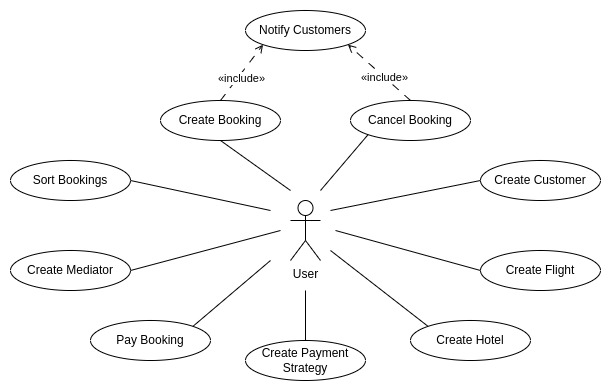 Notify Customers
«include»
«include»
Create Booking
Cancel Booking
Sort Bookings
Create Customer
Create Mediator
User
Create Flight
Pay Booking
Create Payment
Strategy
Create Hotel